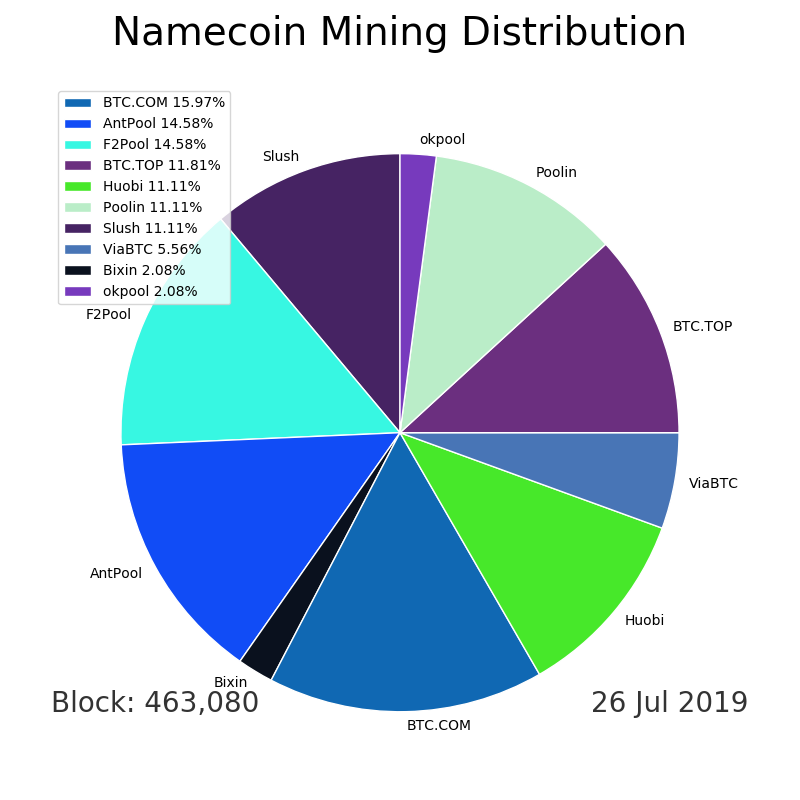 Namecoin Mining Distribution
BTC.COM 15.97%
AntPool 14.58%
F2Pool 14.58%
BTC.TOP 11.81%
Huobi 11.11%
Poolin 11.11%
Slush 11.11%
ViaBTC 5.56%
Bixin 2.08%
okpool 2.08%
okpool
Slush
Poolin
F2Pool
BTC.TOP
ViaBTC
AntPool
Huobi
Bixin
BTC.COM
Block: 463,080
26 Jul 2019